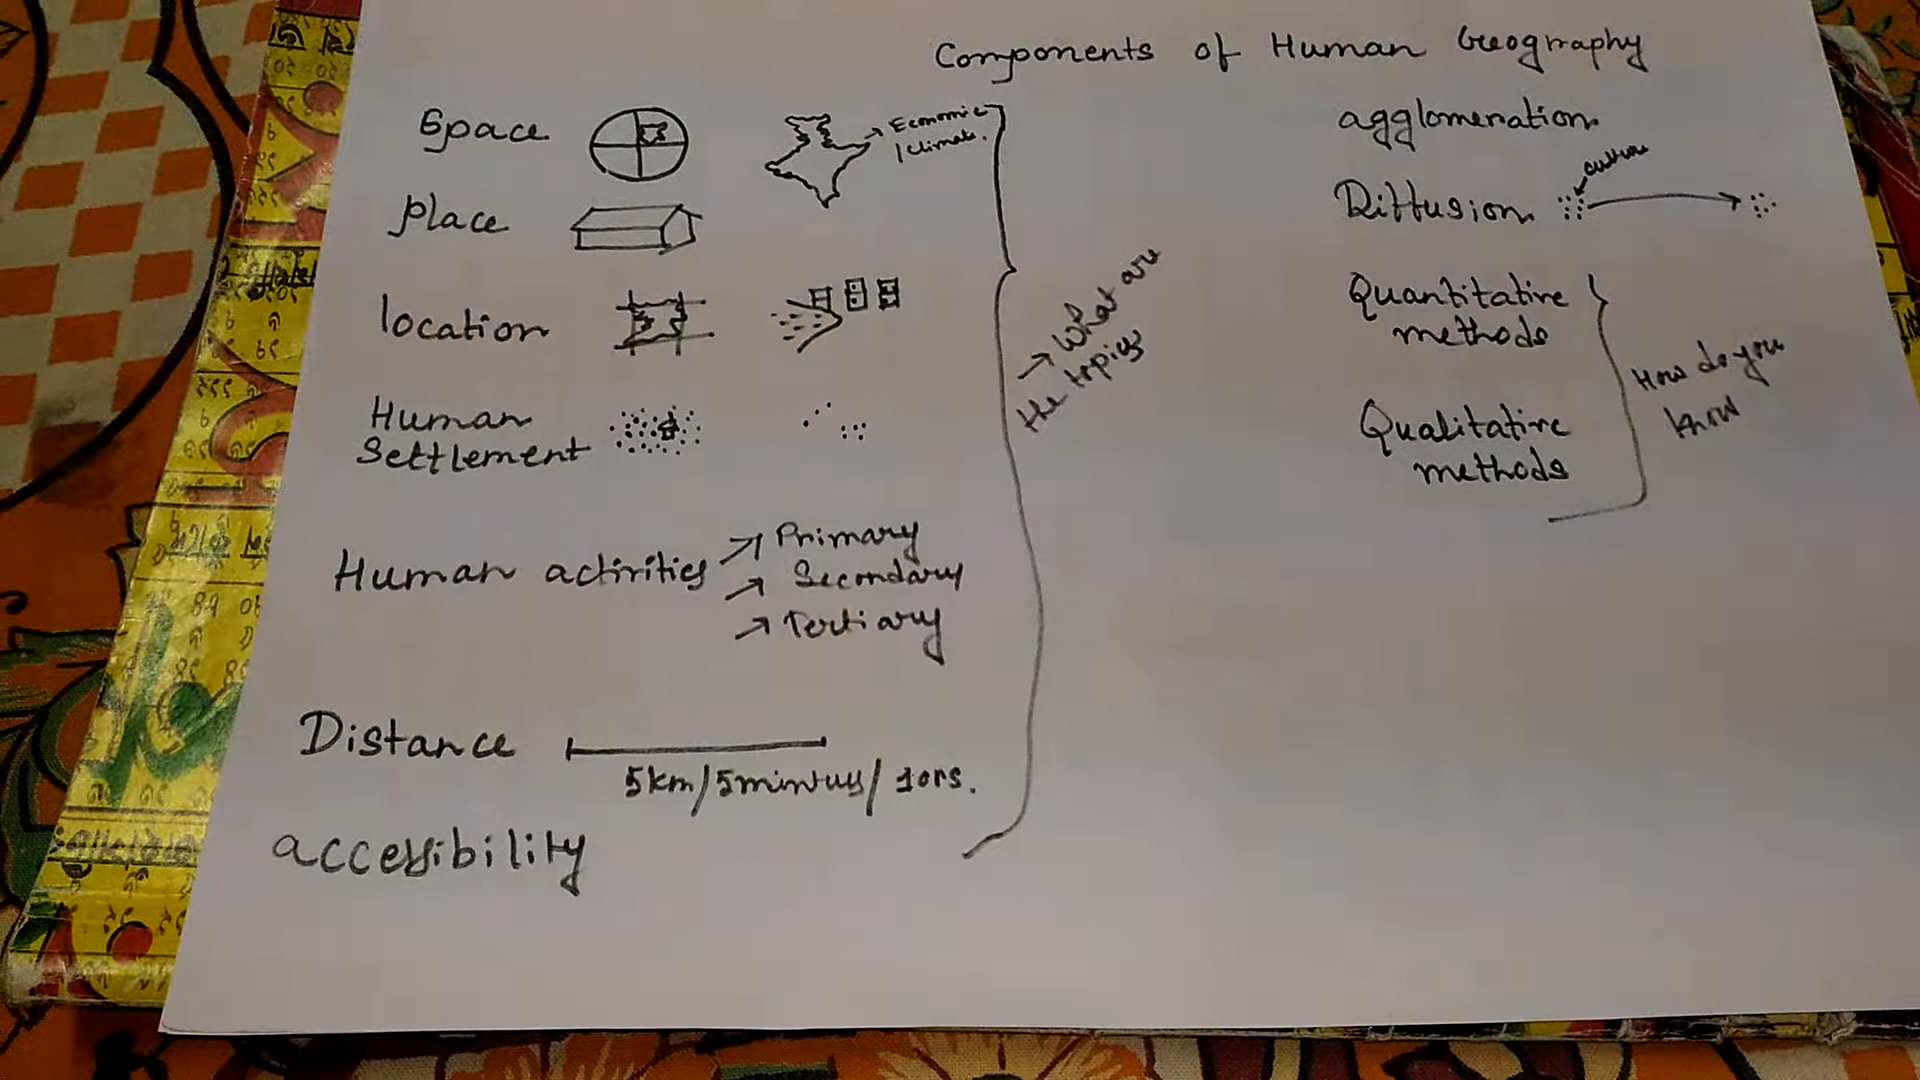 Components of Human Geography
Space
Economic
/climate.
Place
location
Human
Settlement
Human activities
Primary
Secondary
Tertiary
Distance
5km/5mintus/ 10rs.
accessibility
What are
the topics
agglomeration
Diffusion
culture
Quantitative
methods
Qualitative
methods
How do you
know